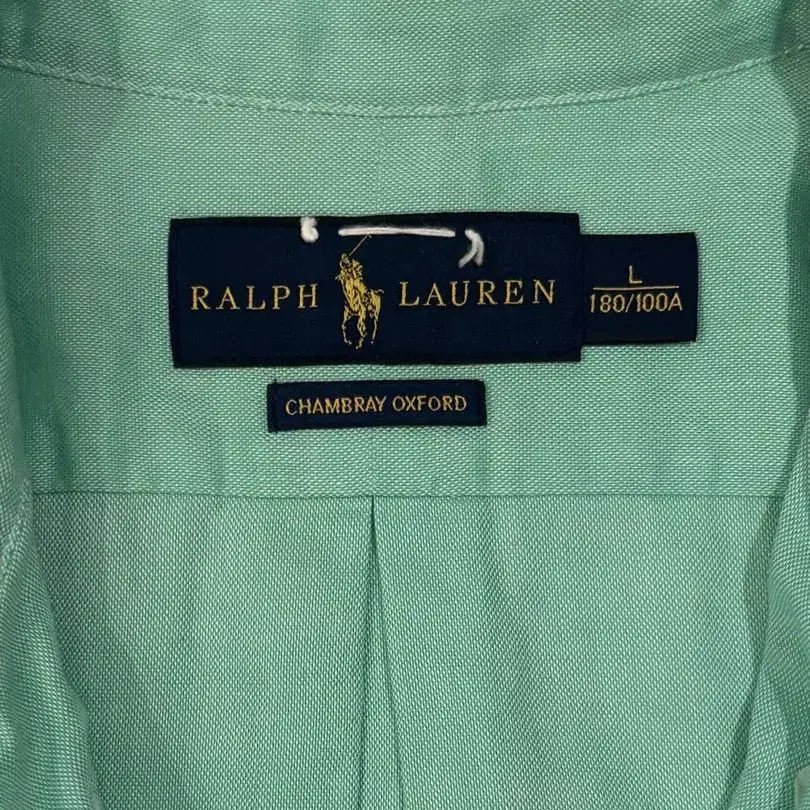 RALPH LAUREN
L
180/100A
CHAMBRAY OXFORD